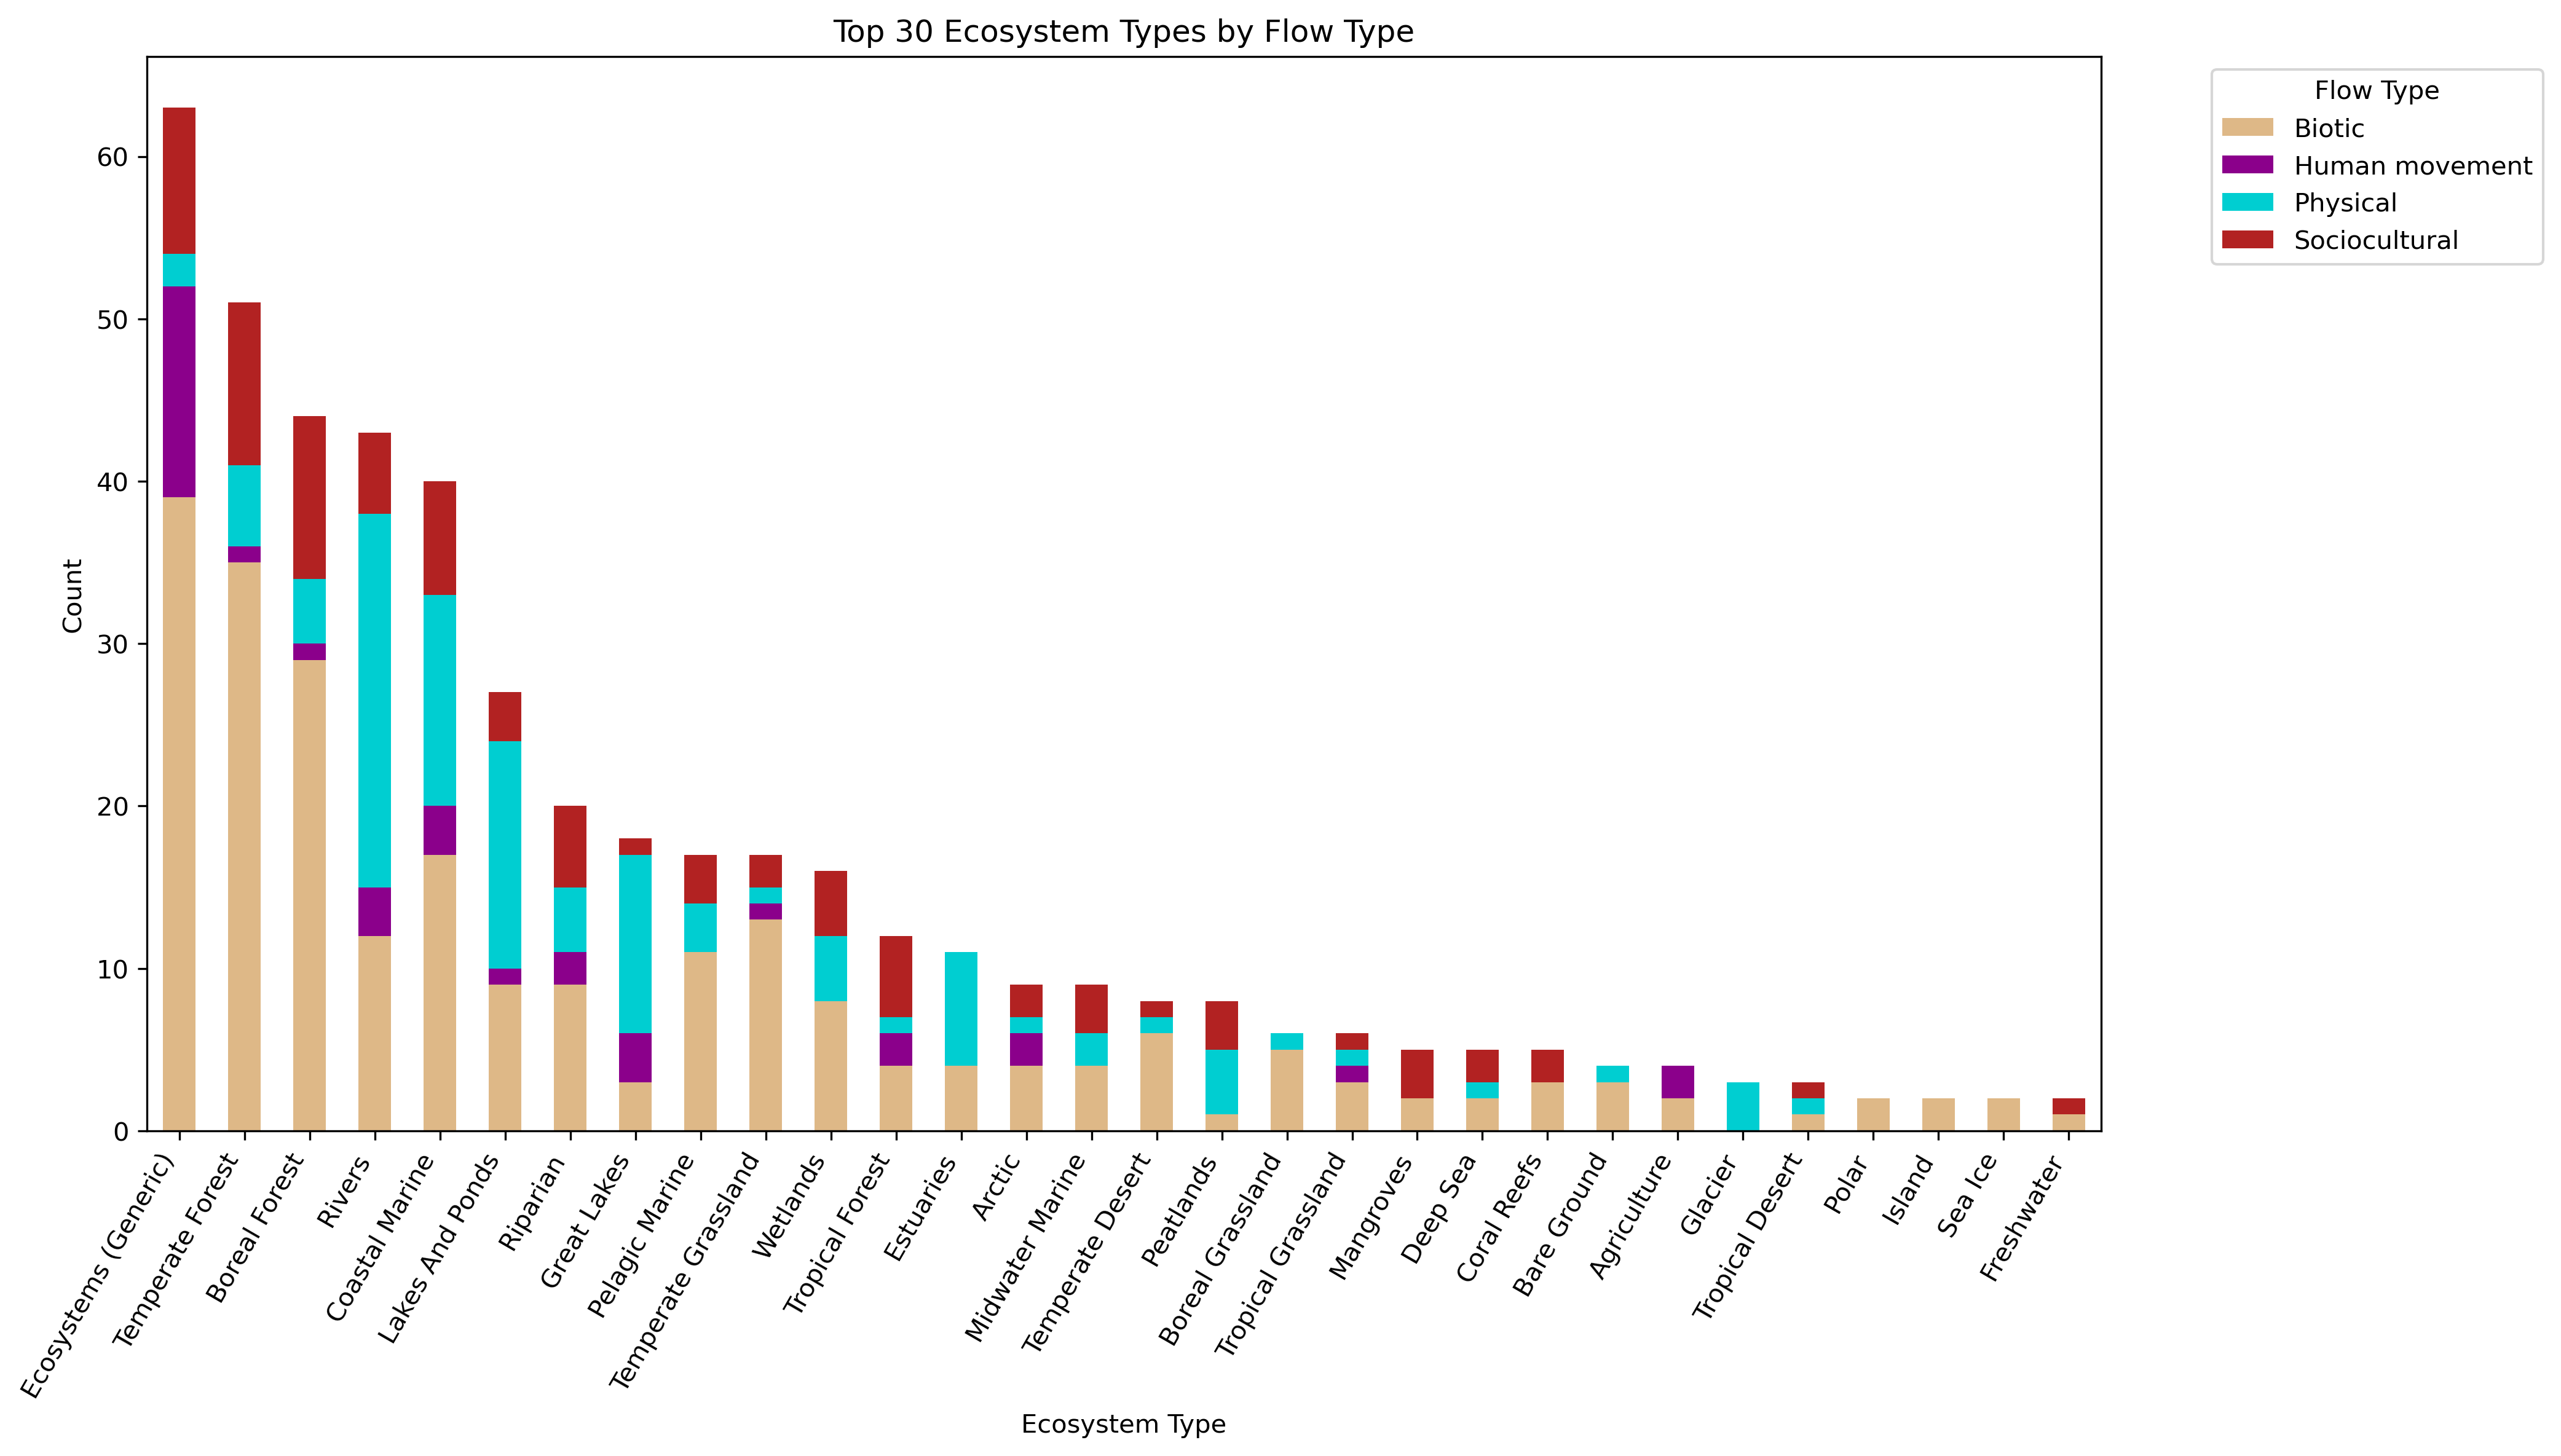 Top 30 Ecosystem Types by Flow Type
Flow Type
Biotic
Human movement
Physical
Sociocultural
Count
60
50
40
30
20
10
0
Ecosystems (Generic)
Temperate Forest
Boreal Forest
Rivers
Coastal Marine
Lakes And Ponds
Riparian
Great Lakes
Pelagic Marine
Temperate Grassland
Wetlands
Tropical Forest
Estuaries
Arctic
Midwater Marine
Temperate Desert
Peatlands
Boreal Grassland
Tropical Grassland
Mangroves
Deep Sea
Coral Reefs
Bare Ground
Agriculture
Glacier
Tropical Desert
Polar
Island
Sea Ice
Freshwater
Ecosystem Type